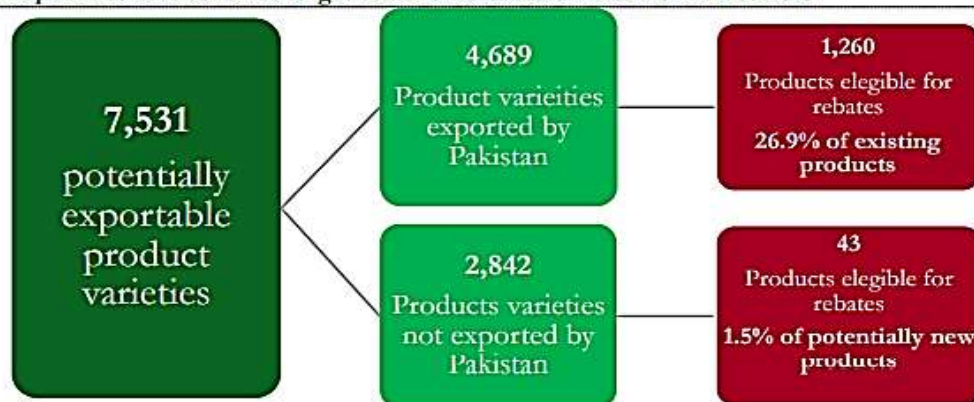 7,531
potentially
exportable
product
varieties
4,689
Product varieities
exported by
Pakistan
1,260
Products elegible for
rebates
26.9% of existing
products
2,842
Products varieties
not exported by
Pakistan
43
Products elegible for
rebates
1.5% of potentially new
products